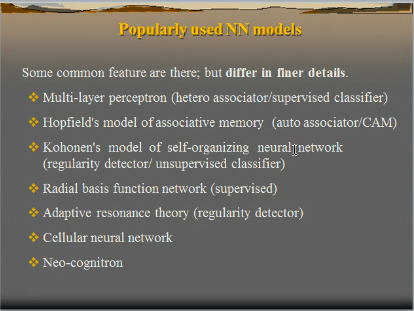 Popularly used NN models
Some common feature are there; but differ in finer details.
❖ Multi-layer perceptron (hetero associator/supervised classifier)
❖ Hopfield's model of associative memory (auto associator/CAM)
❖ Kohonen's model of self-organizing neural network
(regularity detector/ unsupervised classifier)
❖ Radial basis function network (supervised)
❖ Adaptive resonance theory (regularity detector)
❖ Cellular neural network
❖ Neo-cognitron